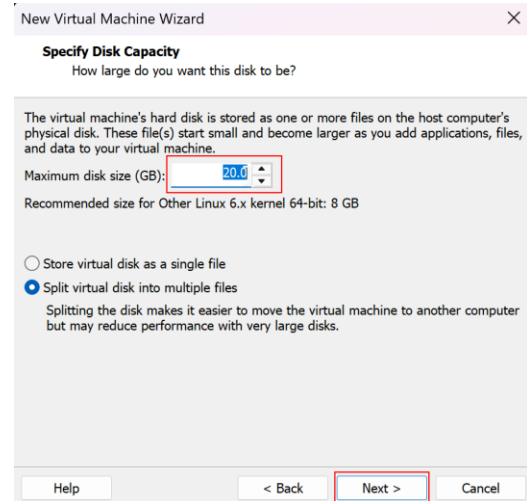 New Virtual Machine Wizard
Specify Disk Capacity
How large do you want this disk to be?
The virtual machine's hard disk is stored as one or more files on the host computer's
physical disk. These file(s) start small and become larger as you add applications, files,
and data to your virtual machine.
Maximum disk size (GB): 20.0
Recommended size for Other Linux 6.x kernel 64-bit: 8 GB
Store virtual disk as a single file
Split virtual disk into multiple files
Splitting the disk makes it easier to move the virtual machine to another computer
but may reduce performance with very large disks.
Help < Back Next > Cancel